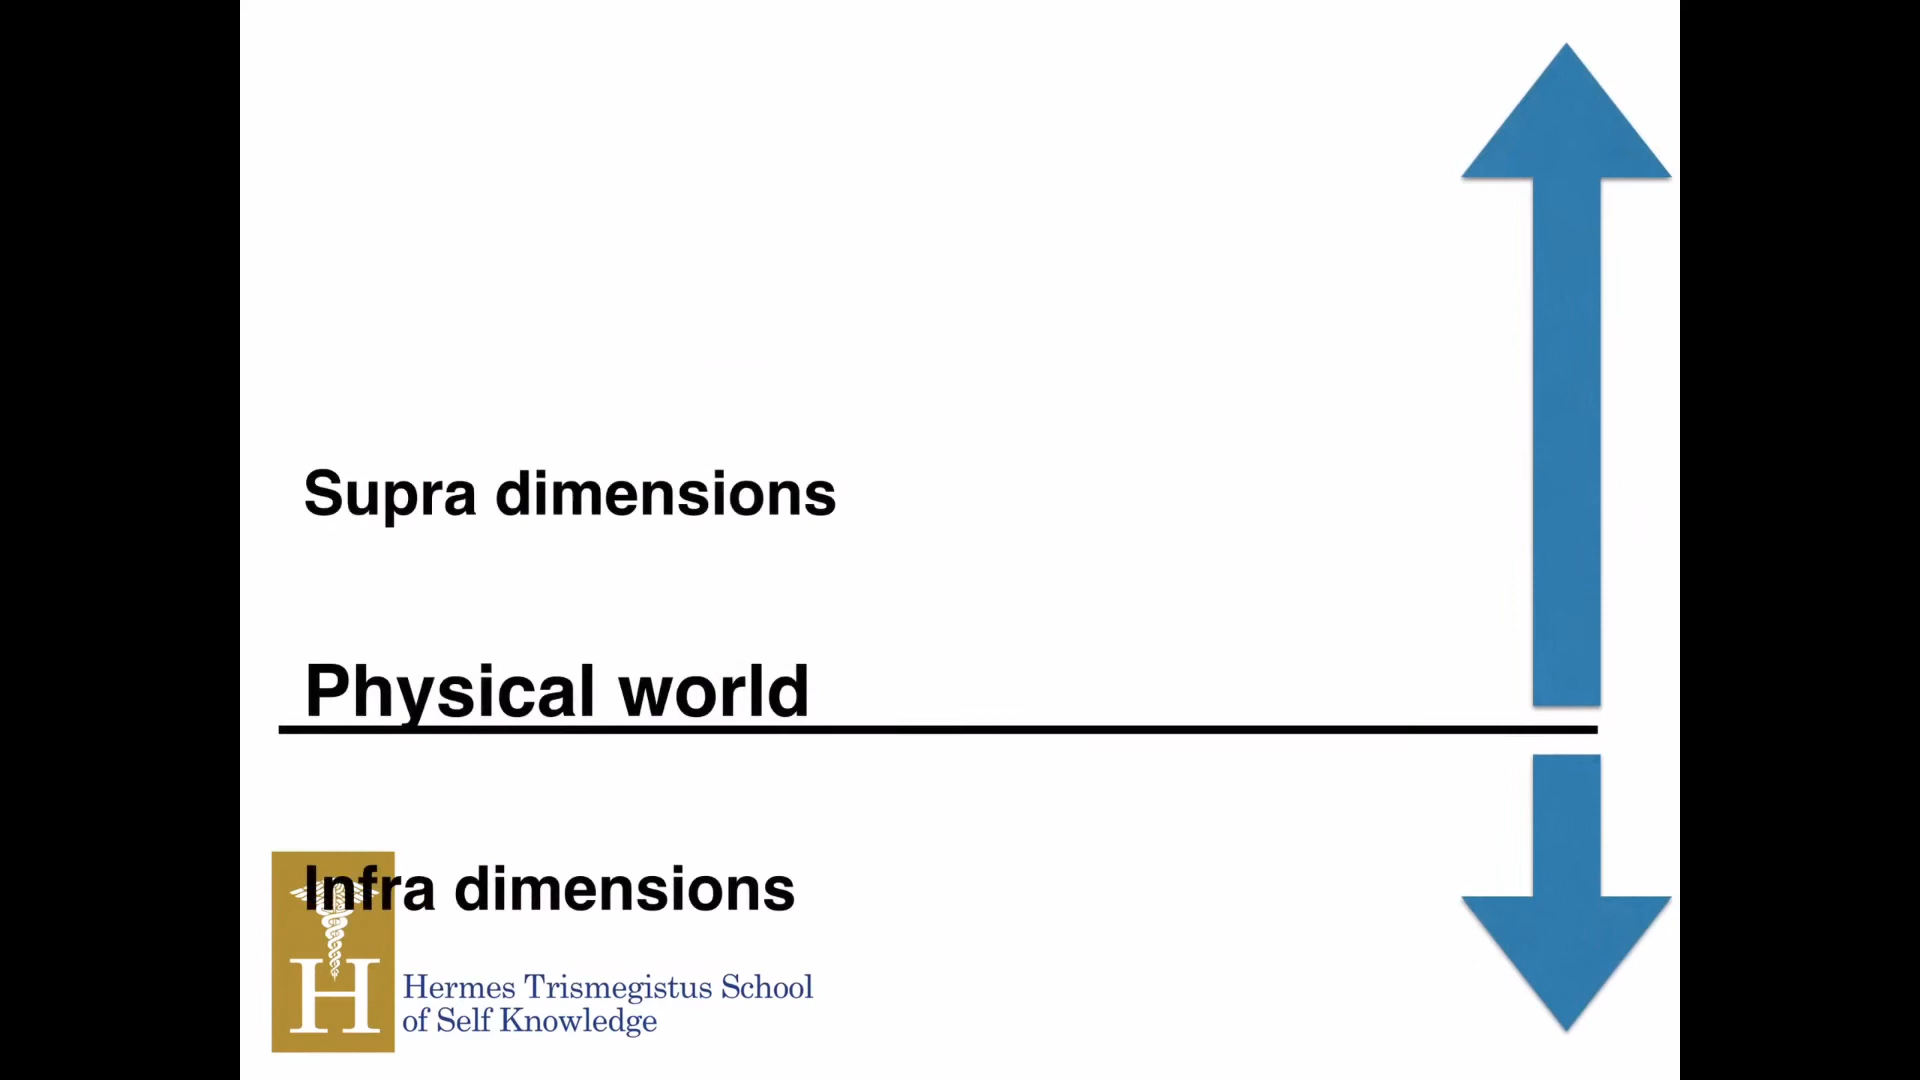 Supra dimensions
Physical world
Infra dimensions
H
Hermes Trismegistus School
of Self Knowledge